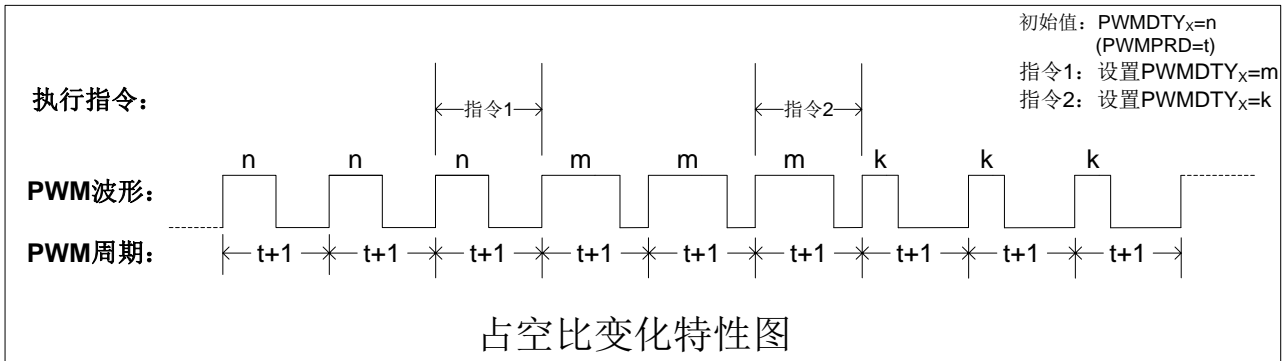 初始值：PWMDTYX=n
(PWMPRD=t)
指令1：设置PWMDTYX=m
指令2：设置PWMDTYX=k
执行指令：
指令1
指令2
n n n m m m k k k
PWM波形：
PWM周期：
t+1 t+1 t+1 t+1 t+1 t+1 t+1 t+1 t+1
占空比变化特性图